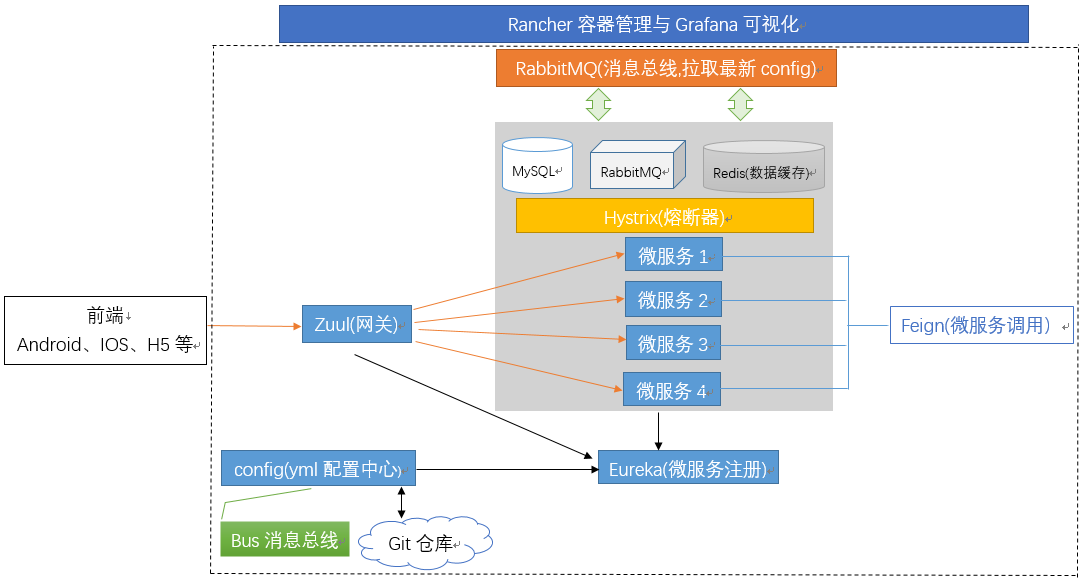 Rancher 容器管理与 Grafana 可视化
RabbitMQ(消息总线,拉取最新 config)
MySQL
RabbitMQ
Redis(数据缓存)
Hystrix(熔断器)
微服务 1
微服务 2
微服务 3
微服务 4
前端
Android、IOS、H5 等
Zuul(网关)
Feign(微服务调用）
config(yml 配置中心)
Eureka(微服务注册)
Bus 消息总线
Git 仓库